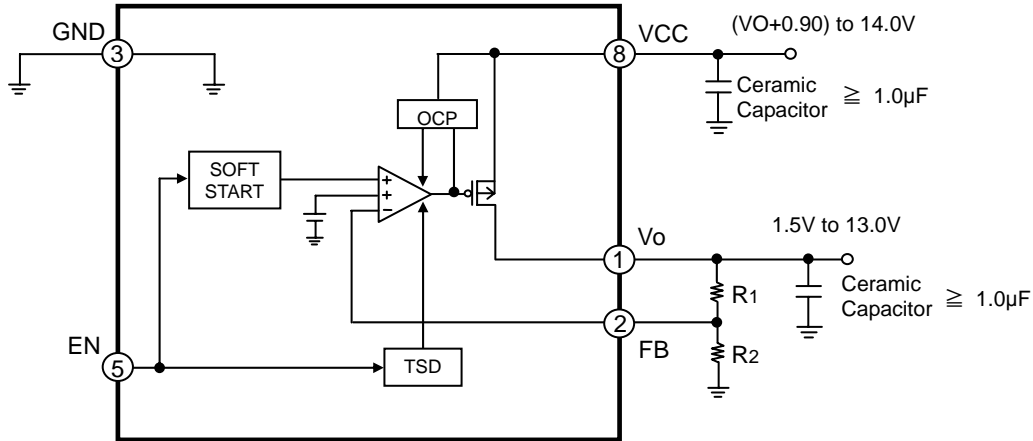 GND
3
8
VCC
(VO+0.90) to 14.0V
Ceramic
Capacitor ≧ 1.0µF
OCP
SOFT
START
+
+
−
1
Vo
1.5V to 13.0V
R1
Ceramic
Capacitor ≧ 1.0µF
2
FB
R2
EN
5
TSD